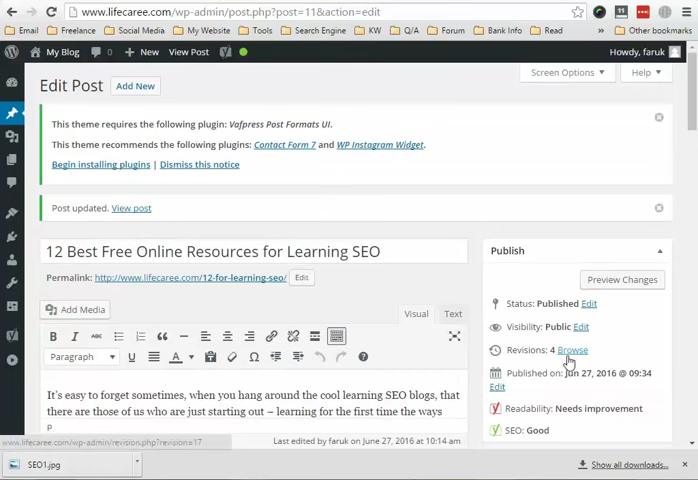 www.lifecaree.com/wp-admin/post.php?post=11&action=edit
Email Freelancer Social Media My Website Tools Search Engine KW Q/A Forum Bank Info Read Other bookmarks
My Blog 0 New View Post Howdy, faruk
Edit Post Add New Screen Options Help
This theme requires the following plugin: Vafpress Post Formats UI.
This theme recommends the following plugins: Contact Form 7 and WP Instagram Widget.
Begin installing plugins | Dismiss this notice
Post updated. View post
12 Best Free Online Resources for Learning SEO
Publish
Permalink: http://www.lifecaree.com/12-for-learning-seo/ Edit
Preview Changes
Add Media Visual Text
Status: Published Edit
Visibility: Public Edit
B I ABC
Revisions: 4 Browse
Paragraph U A
Published on: Jun 27, 2016 @ 09:34
Edit
It's easy to forget sometimes, when you hang around the cool learning SEO blogs, that
there are those of us who are just starting out – learning for the first time the ways
Readability: Needs improvement
P
SEO: Good
www.lifecaree.com/wp-admin/revision.php?revision=17
Last edited by faruk on June 27, 2016 at 10:14 am
SEO1.jpg Show all downloads...